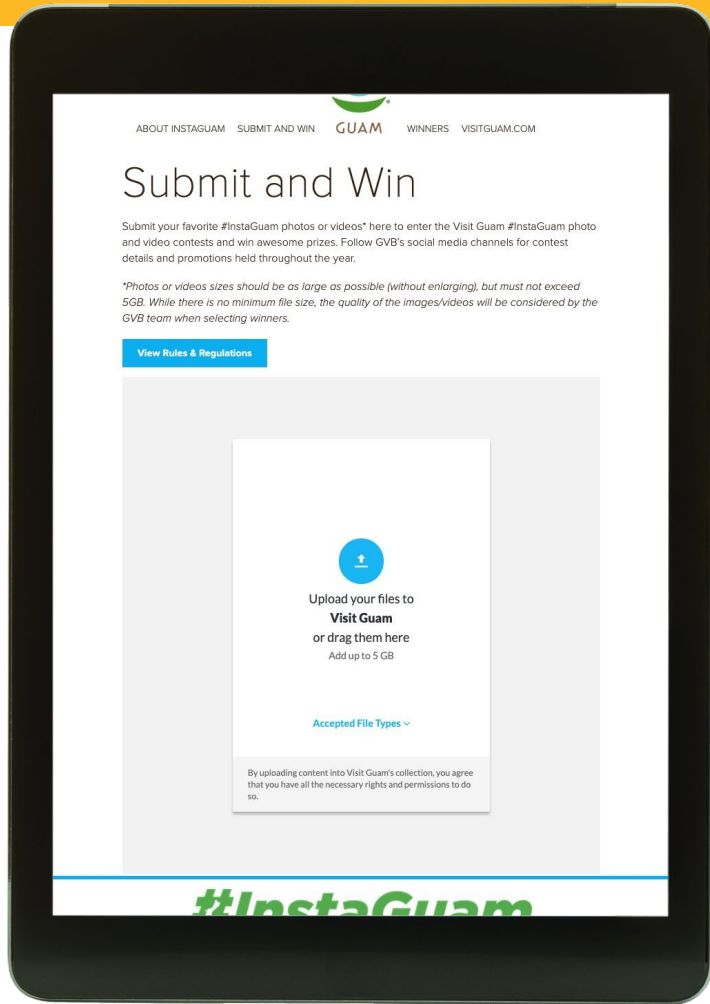 ABOUT INSTAGUAM SUBMIT AND WIN GUAM WINNERS VISITGUAM.COM
Submit and Win
Submit your favorite #InstaGuam photos or videos* here to enter the Visit Guam #InstaGuam photo
and video contests and win awesome prizes. Follow GVB's social media channels for contest
details and promotions held throughout the year.
*Photos or videos sizes should be as large as possible (without enlarging), but must not exceed
5GB. While there is no minimum file size, the quality of the images/videos will be considered by the
GVB team when selecting winners.
View Rules & Regulations
Upload your files to
Visit Guam
or drag them here
Add up to 5 GB
Accepted File Types
By uploading content into Visit Guam's collection, you agree
that you have all the necessary rights and permissions to do
so.
#InstaGuam